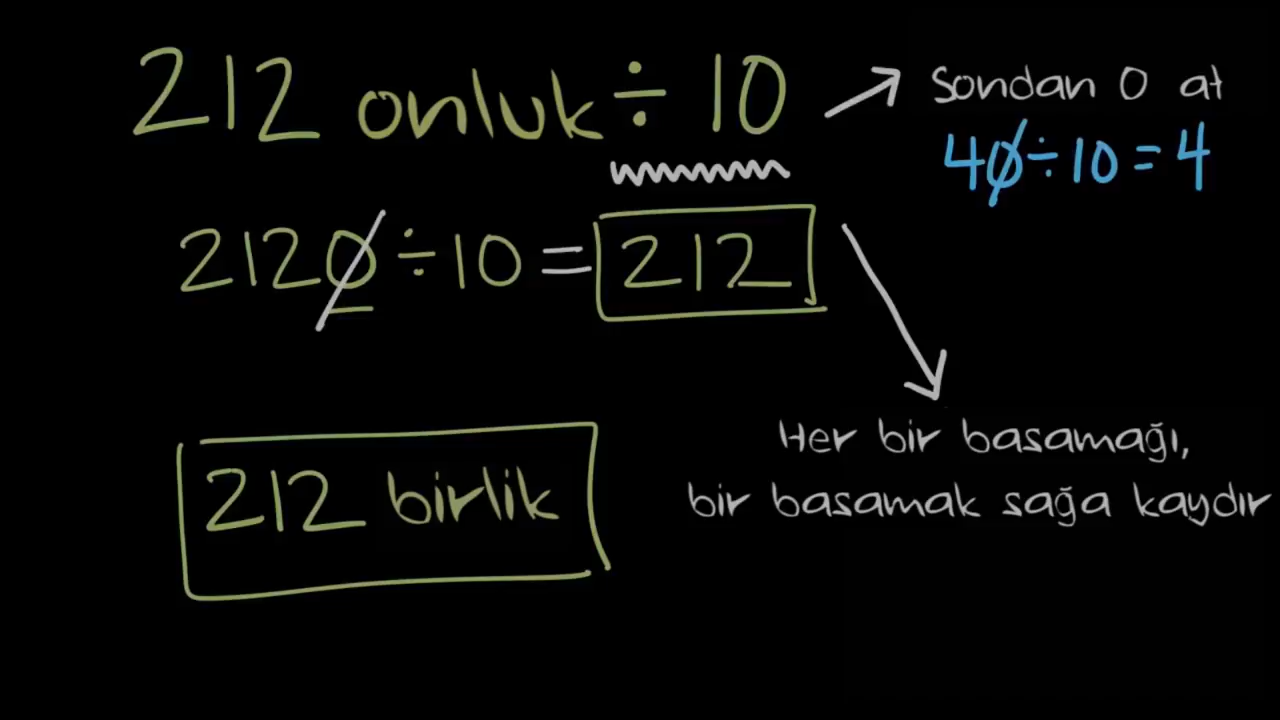 212 onluk ÷ 10
Sondan 0 at
40 ÷ 10 = 4
2120 ÷ 10 = 212
Her bir basamağı,
bir basamak sağa kaydır
212 birlik